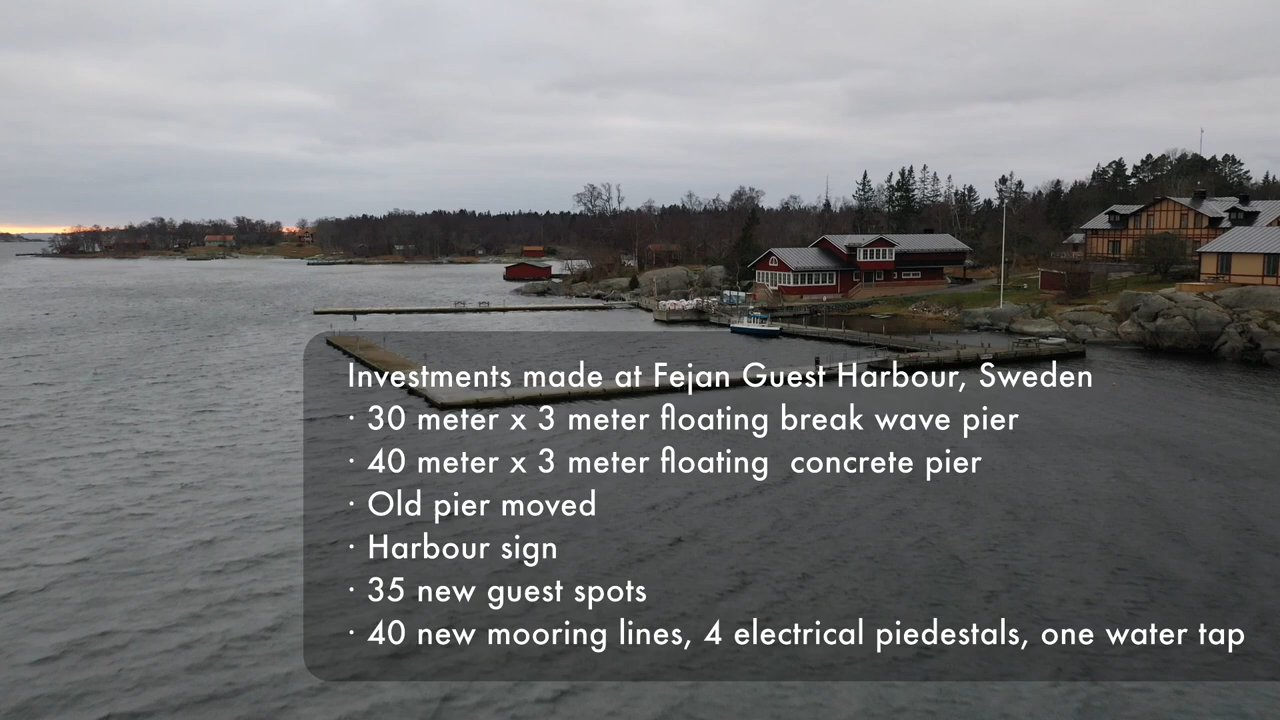 Investments made at Fejan Guest Harbour, Sweden
· 30 meter x 3 meter floating break wave pier
· 40 meter x 3 meter floating  concrete pier
· Old pier moved
· Harbour sign
· 35 new guest spots
· 40 new mooring lines, 4 electrical piedestals, one water tap